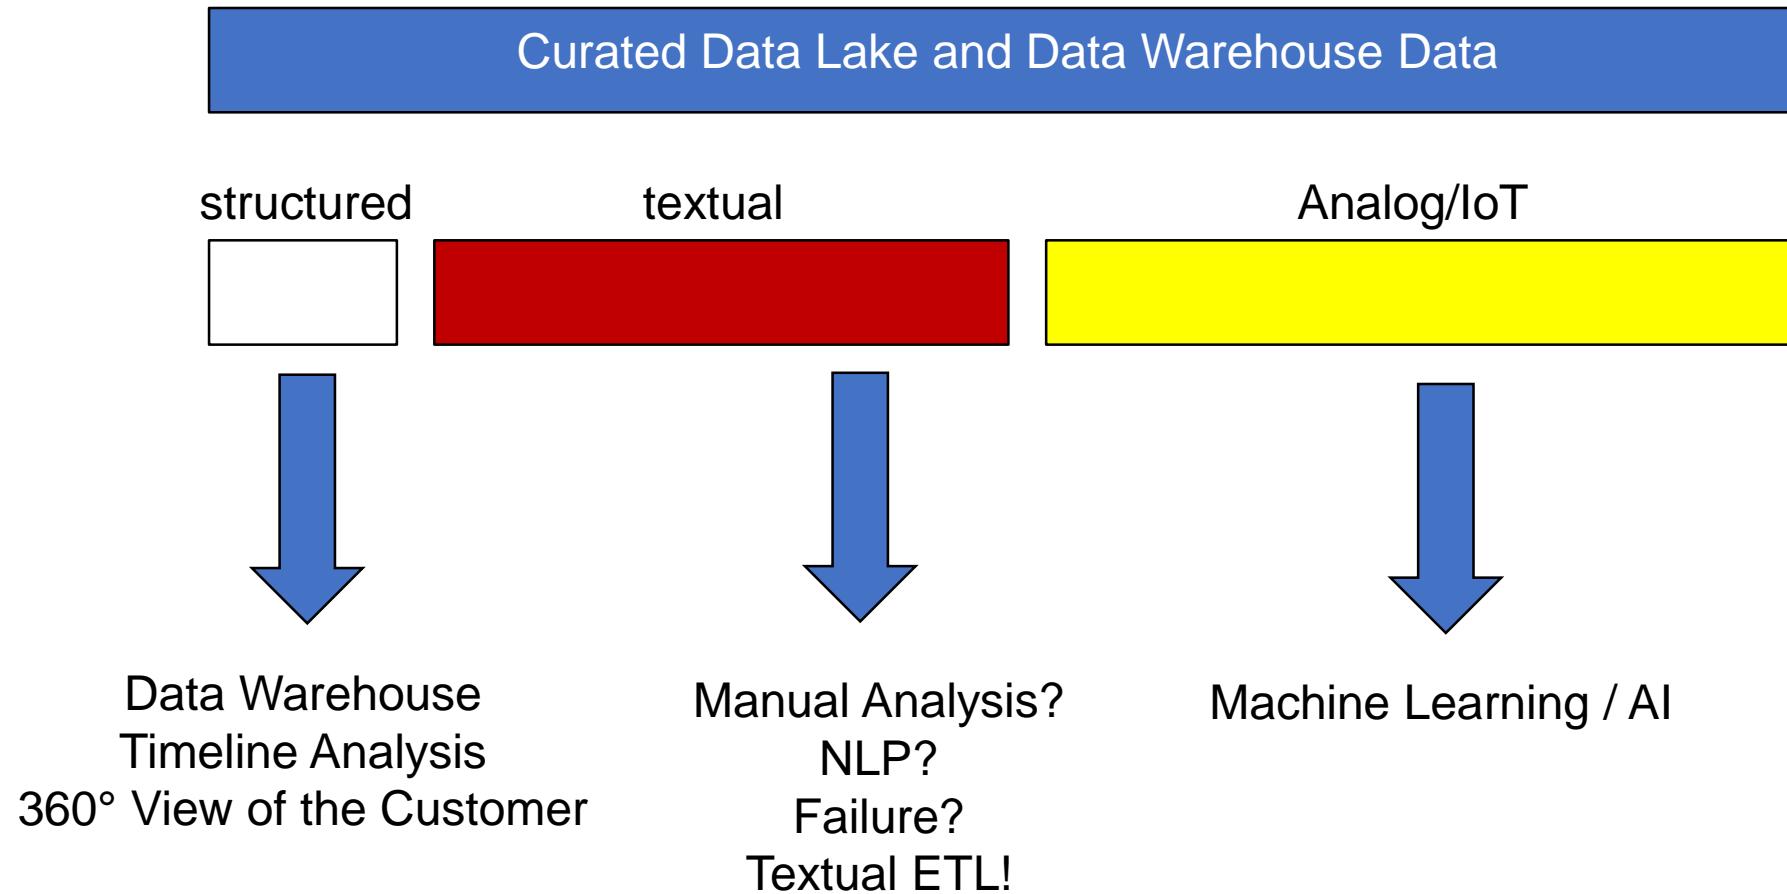 Curated Data Lake and Data Warehouse Data
structured
textual
Analog/IoT
Data Warehouse
Timeline Analysis
360° View of the Customer
Manual Analysis?
NLP?
Failure?
Textual ETL!
Machine Learning / AI